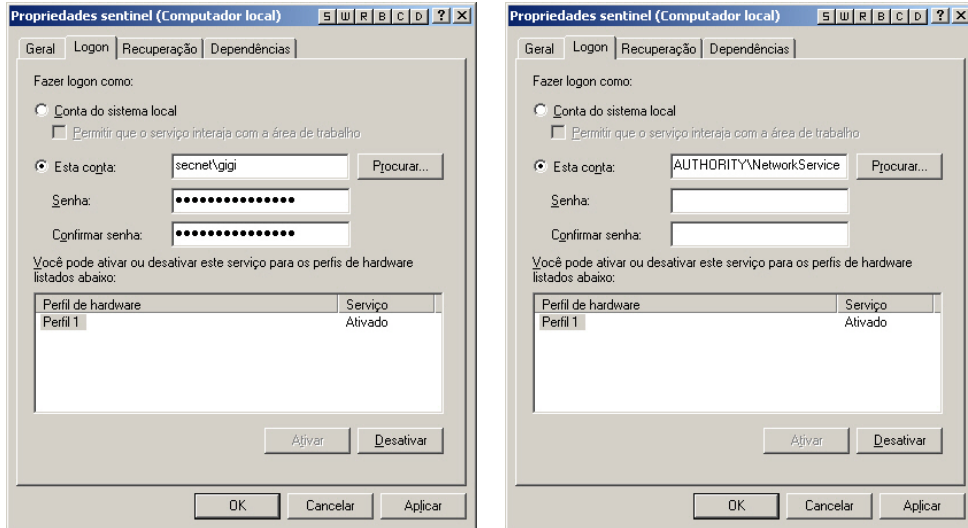 Propriedades sentinel (Computador local) S W R B C D ? X
Geral Logon Recuperação Dependências
Fazer logon como:
Conta do sistema local
Permitir que o serviço interaja com a área de trabalho
Esta conta: secnet\gigi Procurar...
Senha: •••••••••••••••
Confirmar senha: •••••••••••••••
Você pode ativar ou desativar este serviço para os perfis de hardware
listados abaixo:
Perfil de hardware Serviço
Perfil 1 Ativado
Ativar Desativar
OK Cancelar Aplicar
Propriedades sentinel (Computador local) S W R B C D ? X
Geral Logon Recuperação Dependências
Fazer logon como:
Conta do sistema local
Permitir que o serviço interaja com a área de trabalho
Esta conta: AUTHORITY\NetworkService Procurar...
Senha:
Confirmar senha:
Você pode ativar ou desativar este serviço para os perfis de hardware
listados abaixo:
Perfil de hardware Serviço
Perfil 1 Ativado
Ativar Desativar
OK Cancelar Aplicar